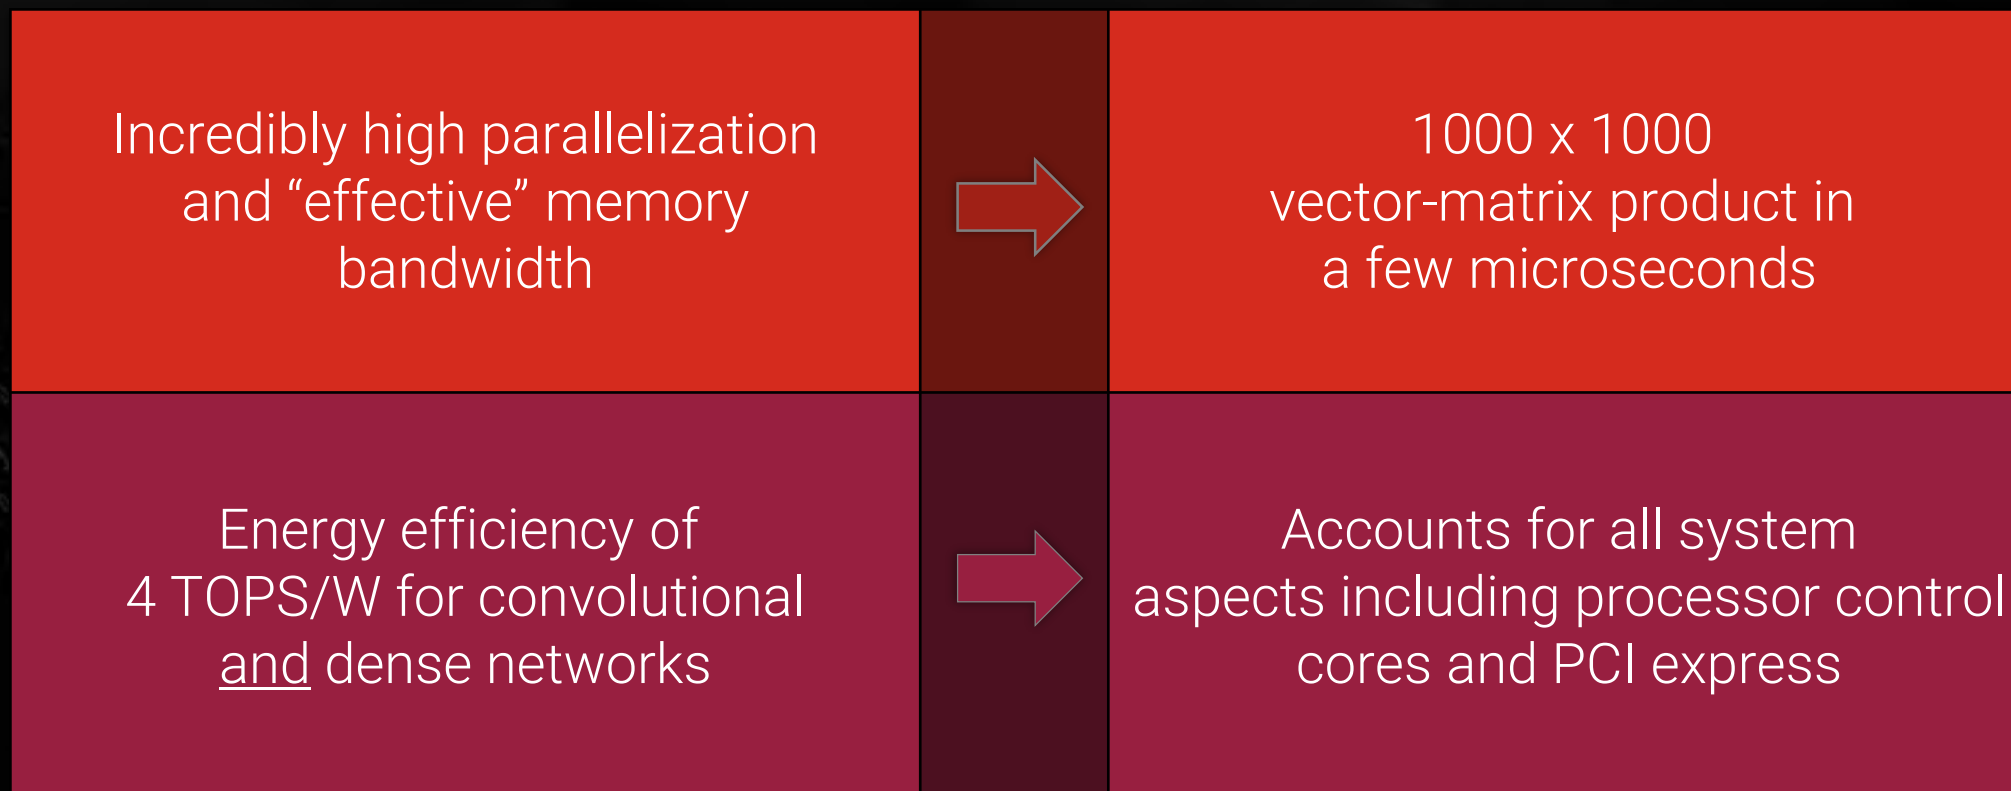 Incredibly high parallelization
and “effective” memory
bandwidth
1000 x 1000
vector-matrix product in
a few microseconds
Energy efficiency of
4 TOPS/W for convolutional
and dense networks
Accounts for all system
aspects including processor control
cores and PCI express